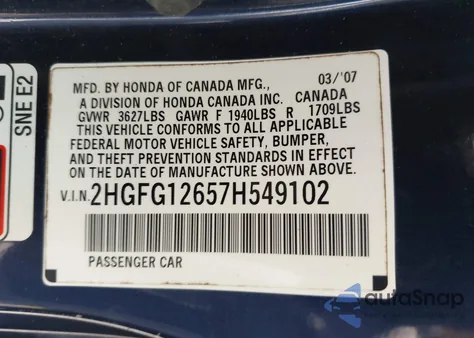 SNE E2
MFD. BY HONDA OF CANADA MFG., 03/'07
A DIVISION OF HONDA CANADA INC. CANADA
GVWR 3627LBS GAWR F 1940LBS R 1709LBS
THIS VEHICLE CONFORMS TO ALL APPLICABLE
FEDERAL MOTOR VEHICLE SAFETY, BUMPER,
AND THEFT PREVENTION STANDARDS IN EFFECT
ON THE DATE OF MANUFACTURE SHOWN ABOVE.
V.I.N. 2HGFG12657H549102
PASSENGER CAR
autoSnap